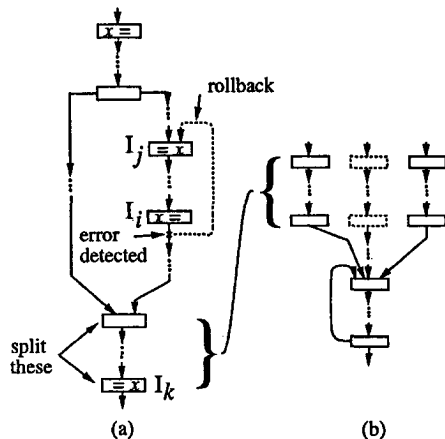 x =
rollback
I_j
= x
I_i
x =
error
detected
split
these
= x
I_k
(a)
(b)